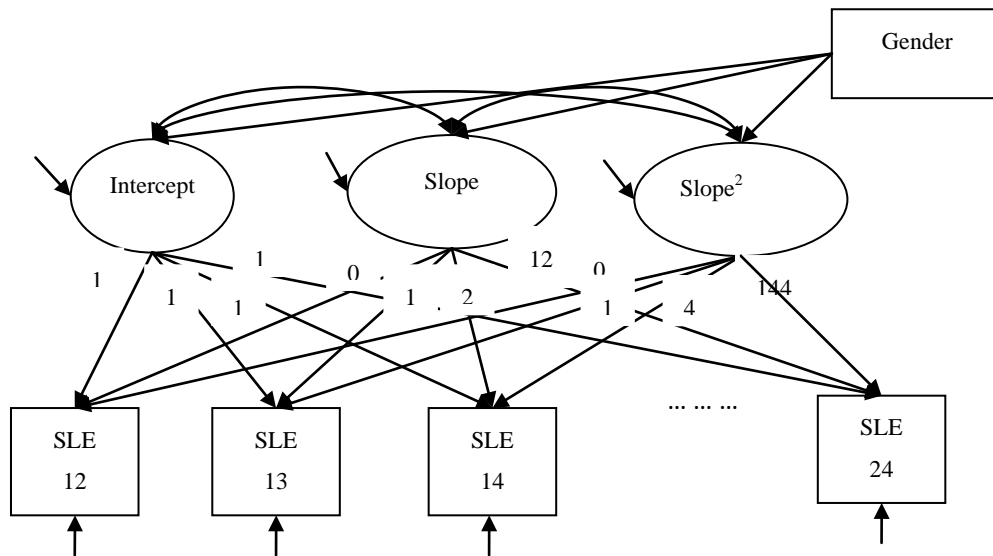 Gender
Intercept
Slope
Slope²
1
1
1
1
0
1
2
12
0
1
4
144
SLE
12
SLE
13
SLE
14
... ... ...
SLE
24